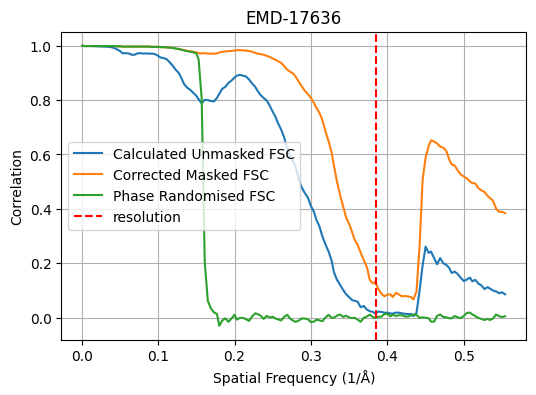 EMD-17636
Correlation
1.0
0.8
0.6
0.4
0.2
0.0
Calculated Unmasked FSC
Corrected Masked FSC
Phase Randomised FSC
resolution
0.0 0.1 0.2 0.3 0.4 0.5
Spatial Frequency (1/Å)